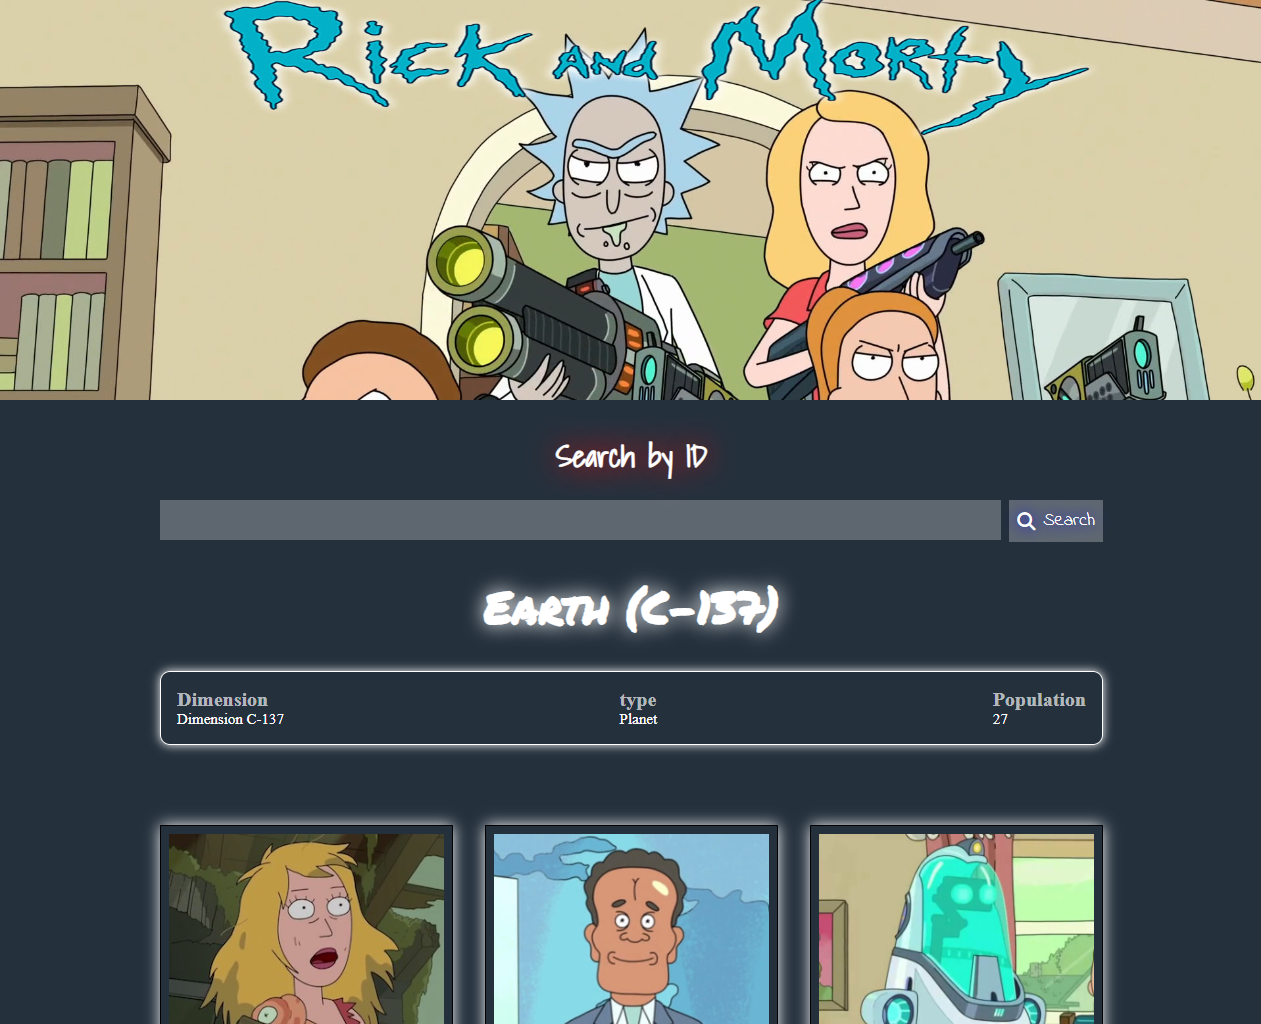 Rick and Morty
Search by ID
Search
Earth (C-137)
Dimension
Dimension C-137
type
Planet
Population
27